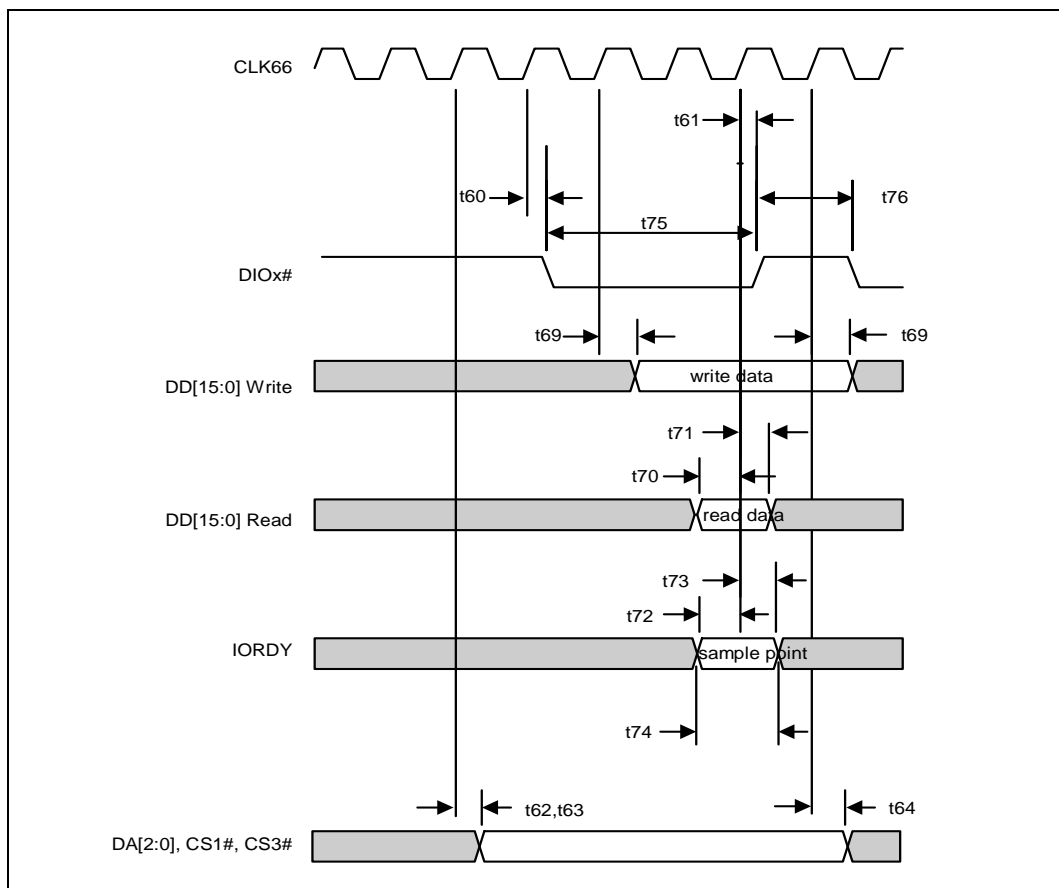 CLK66
t61
t60
t76
t75
DIOx#
t69
t69
DD[15:0] Write
write data
t71
t70
DD[15:0] Read
read data
t73
t72
IORDY
sample point
t74
t62,t63
t64
DA[2:0], CS1#, CS3#